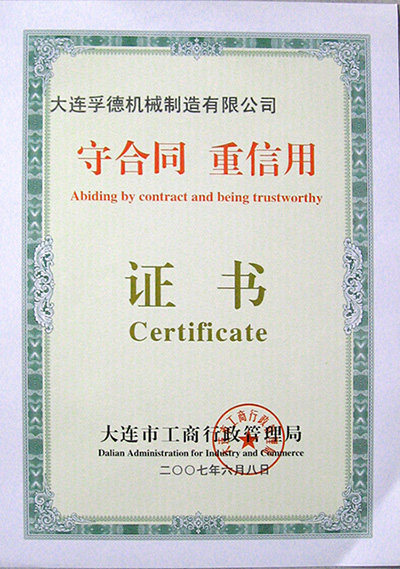 大连孚德机械制造有限公司
守合同 重信用
Abiding by contract and being trustworthy
证书
Certificate
大连市工商行政管理局
Dalian Administration for Industry and Commerce
二〇〇七年六月八日